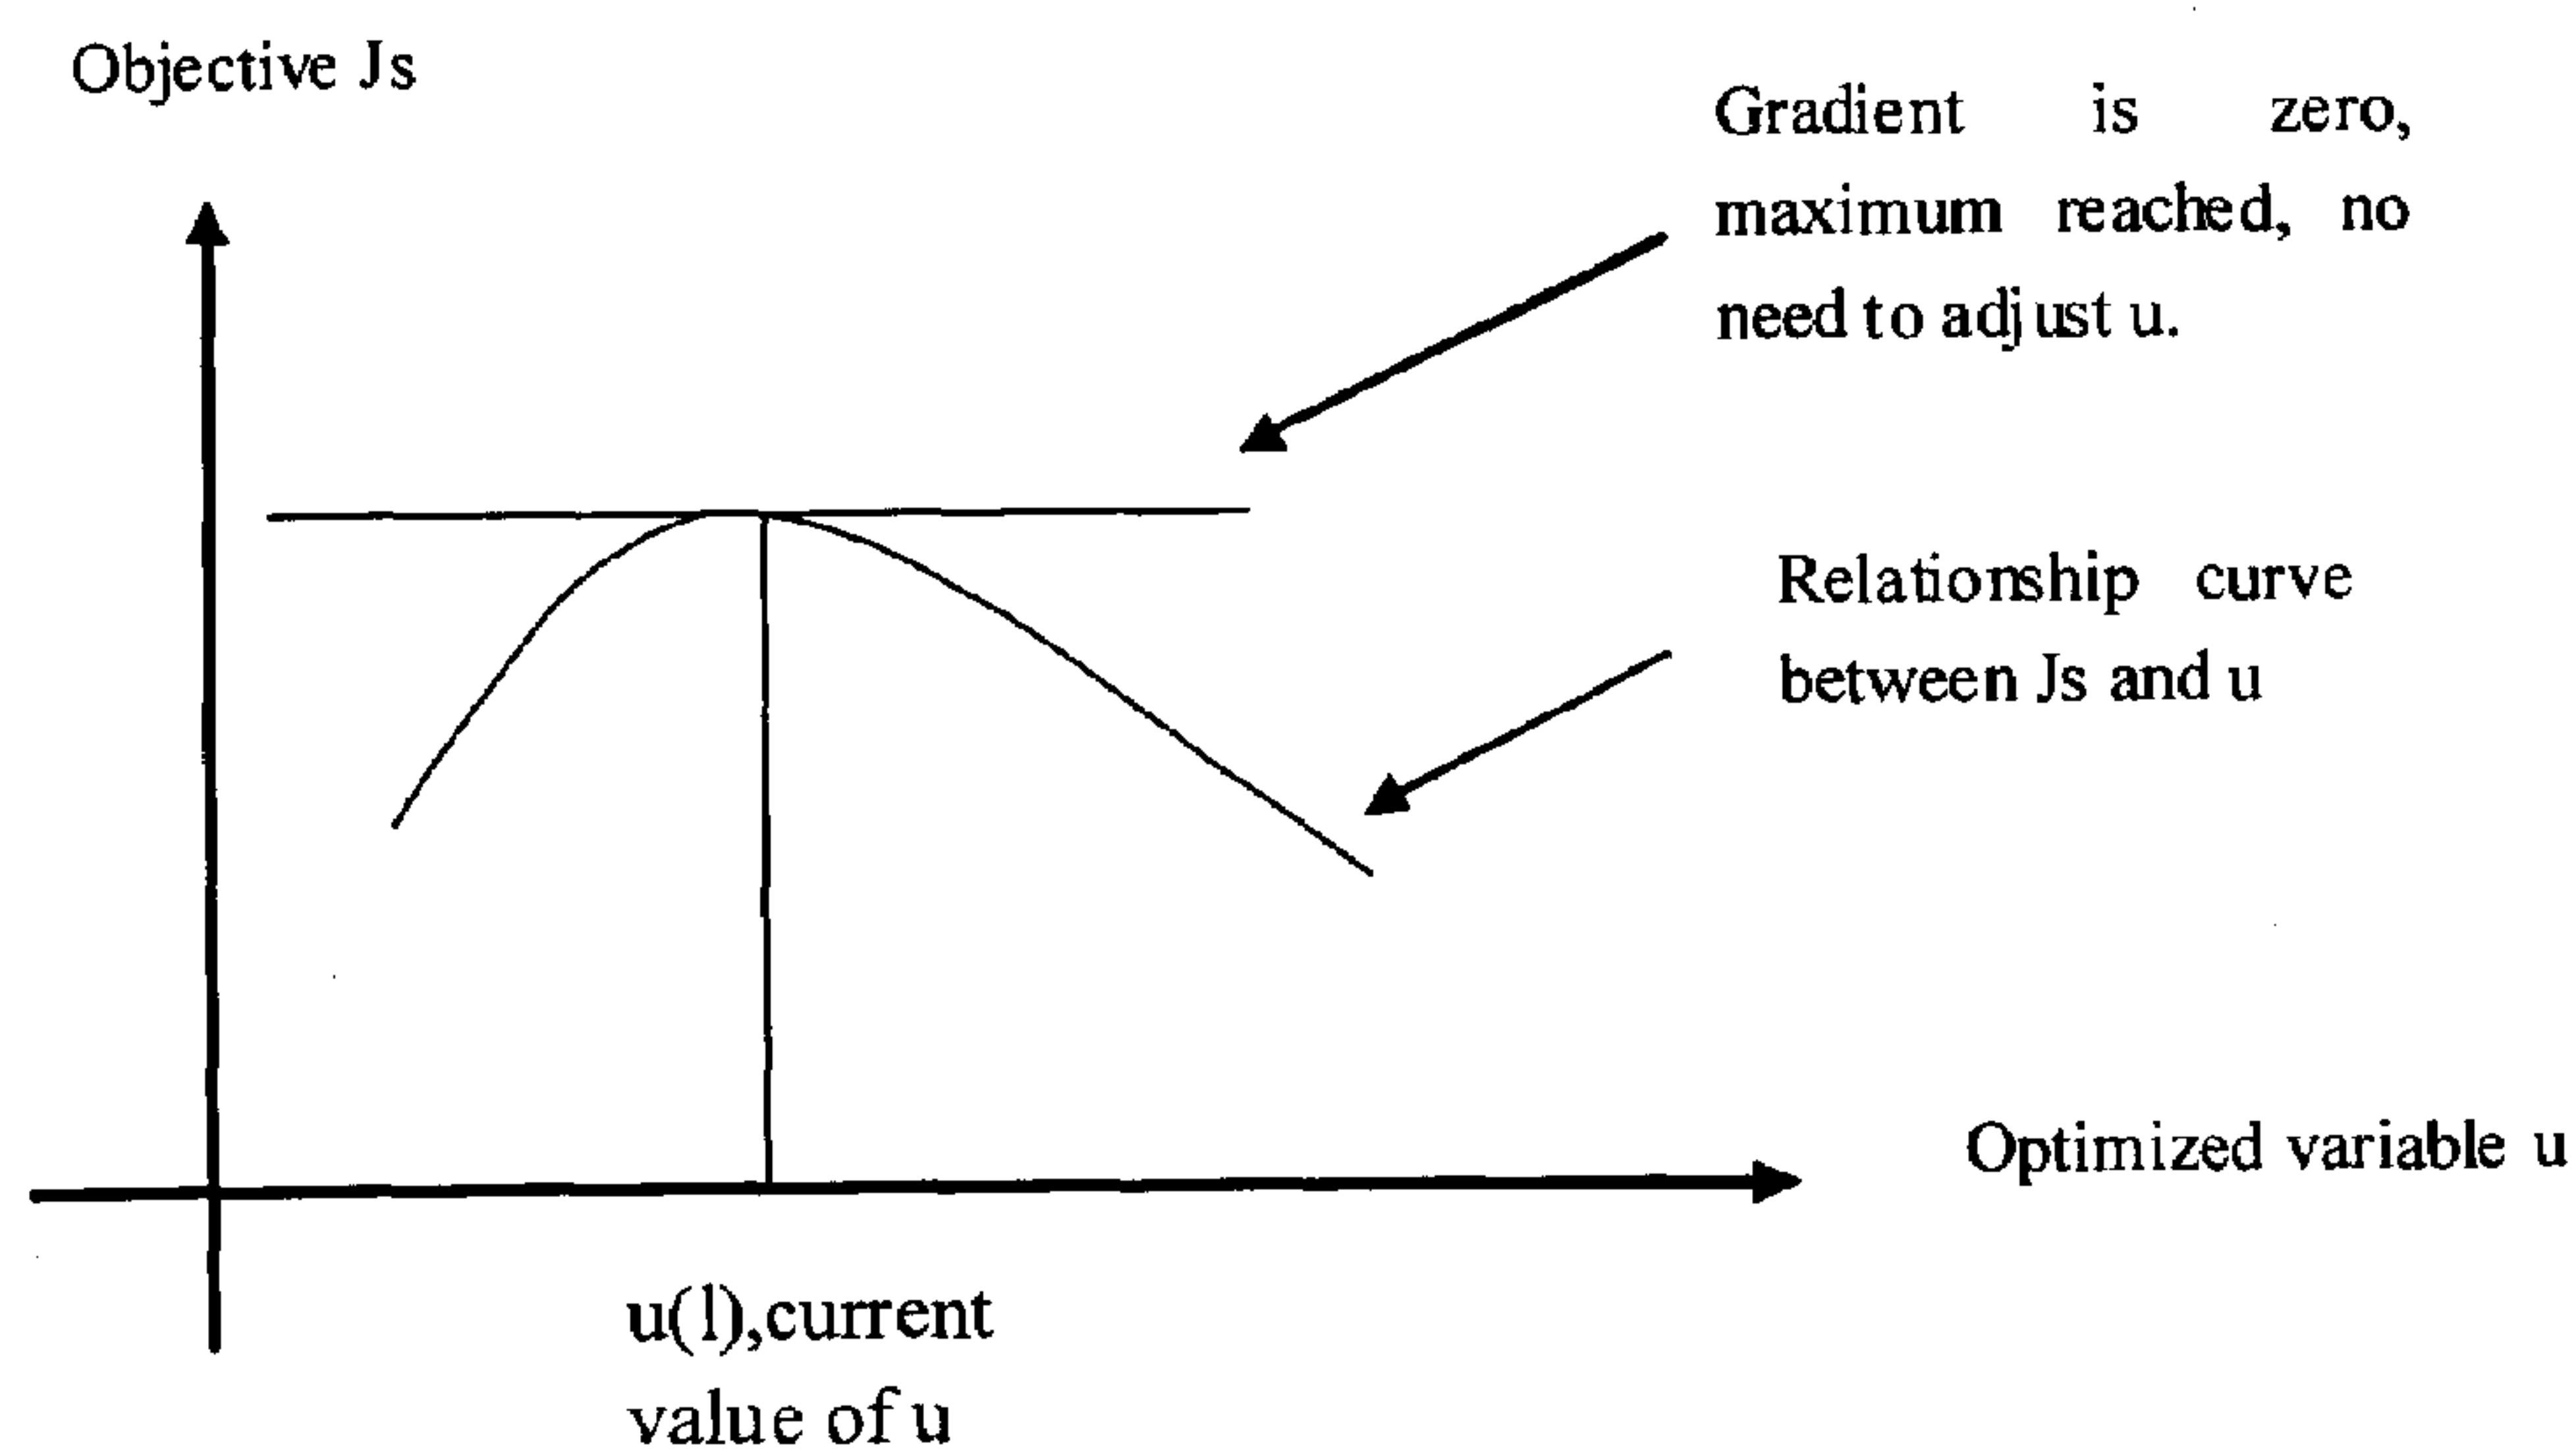 Objective Js
Gradient is zero,
maximum reached, no
need to adjust u.
Relationship curve
between Js and u
Optimized variable u
u(l),current
value of u